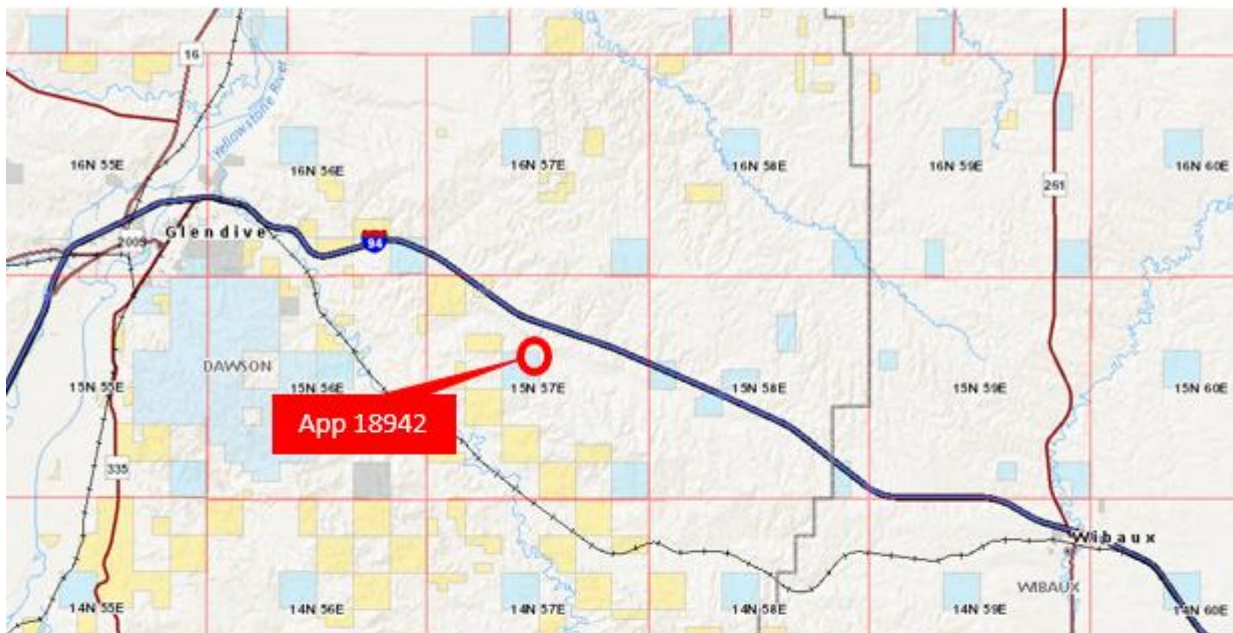 16
Yellowstone River
16N 55E
16N 56E
16N 57E
16N 58E
16N 59E
16N 60E
261
2009
Glendive
94
DAWSON
15N 55E
15N 56E
15N 57E
15N 58E
15N 59E
15N 60E
App 18942
335
Wibaux
WIBAUX
14N 55E
14N 56E
14N 57E
14N 58E
14N 59E
14N 60E